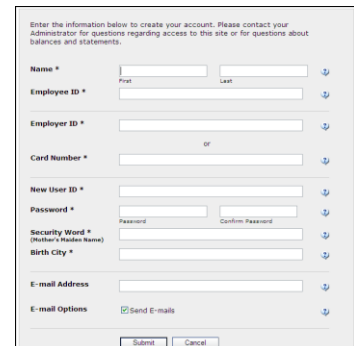 Enter the information below to create your account. Please contact your
Administrator for questions regarding access to this site or for questions about
balances and statements.
Name *
First Last
Employee ID *
Employer ID *
or
Card Number *
New User ID *
Password *
Password Confirm Password
Security Word *
(Mother's Maiden Name)
Birth City *
E-mail Address
E-mail Options Send E-mails
Submit Cancel